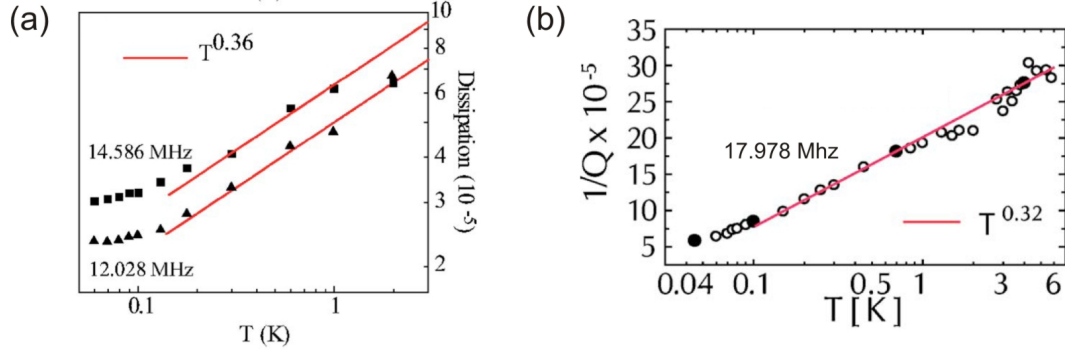 (a)
T^0.36
14.586 MHz
12.028 MHz
10
8
6
4
3
2
Dissipation (10 -5)
0.1 1
T (K)
(b)
35
30
25
20
15
10
5
1/Q x 10^-5
17.978 Mhz
T^0.32
0.04 0.1 0.5 1 3 6
T [K]